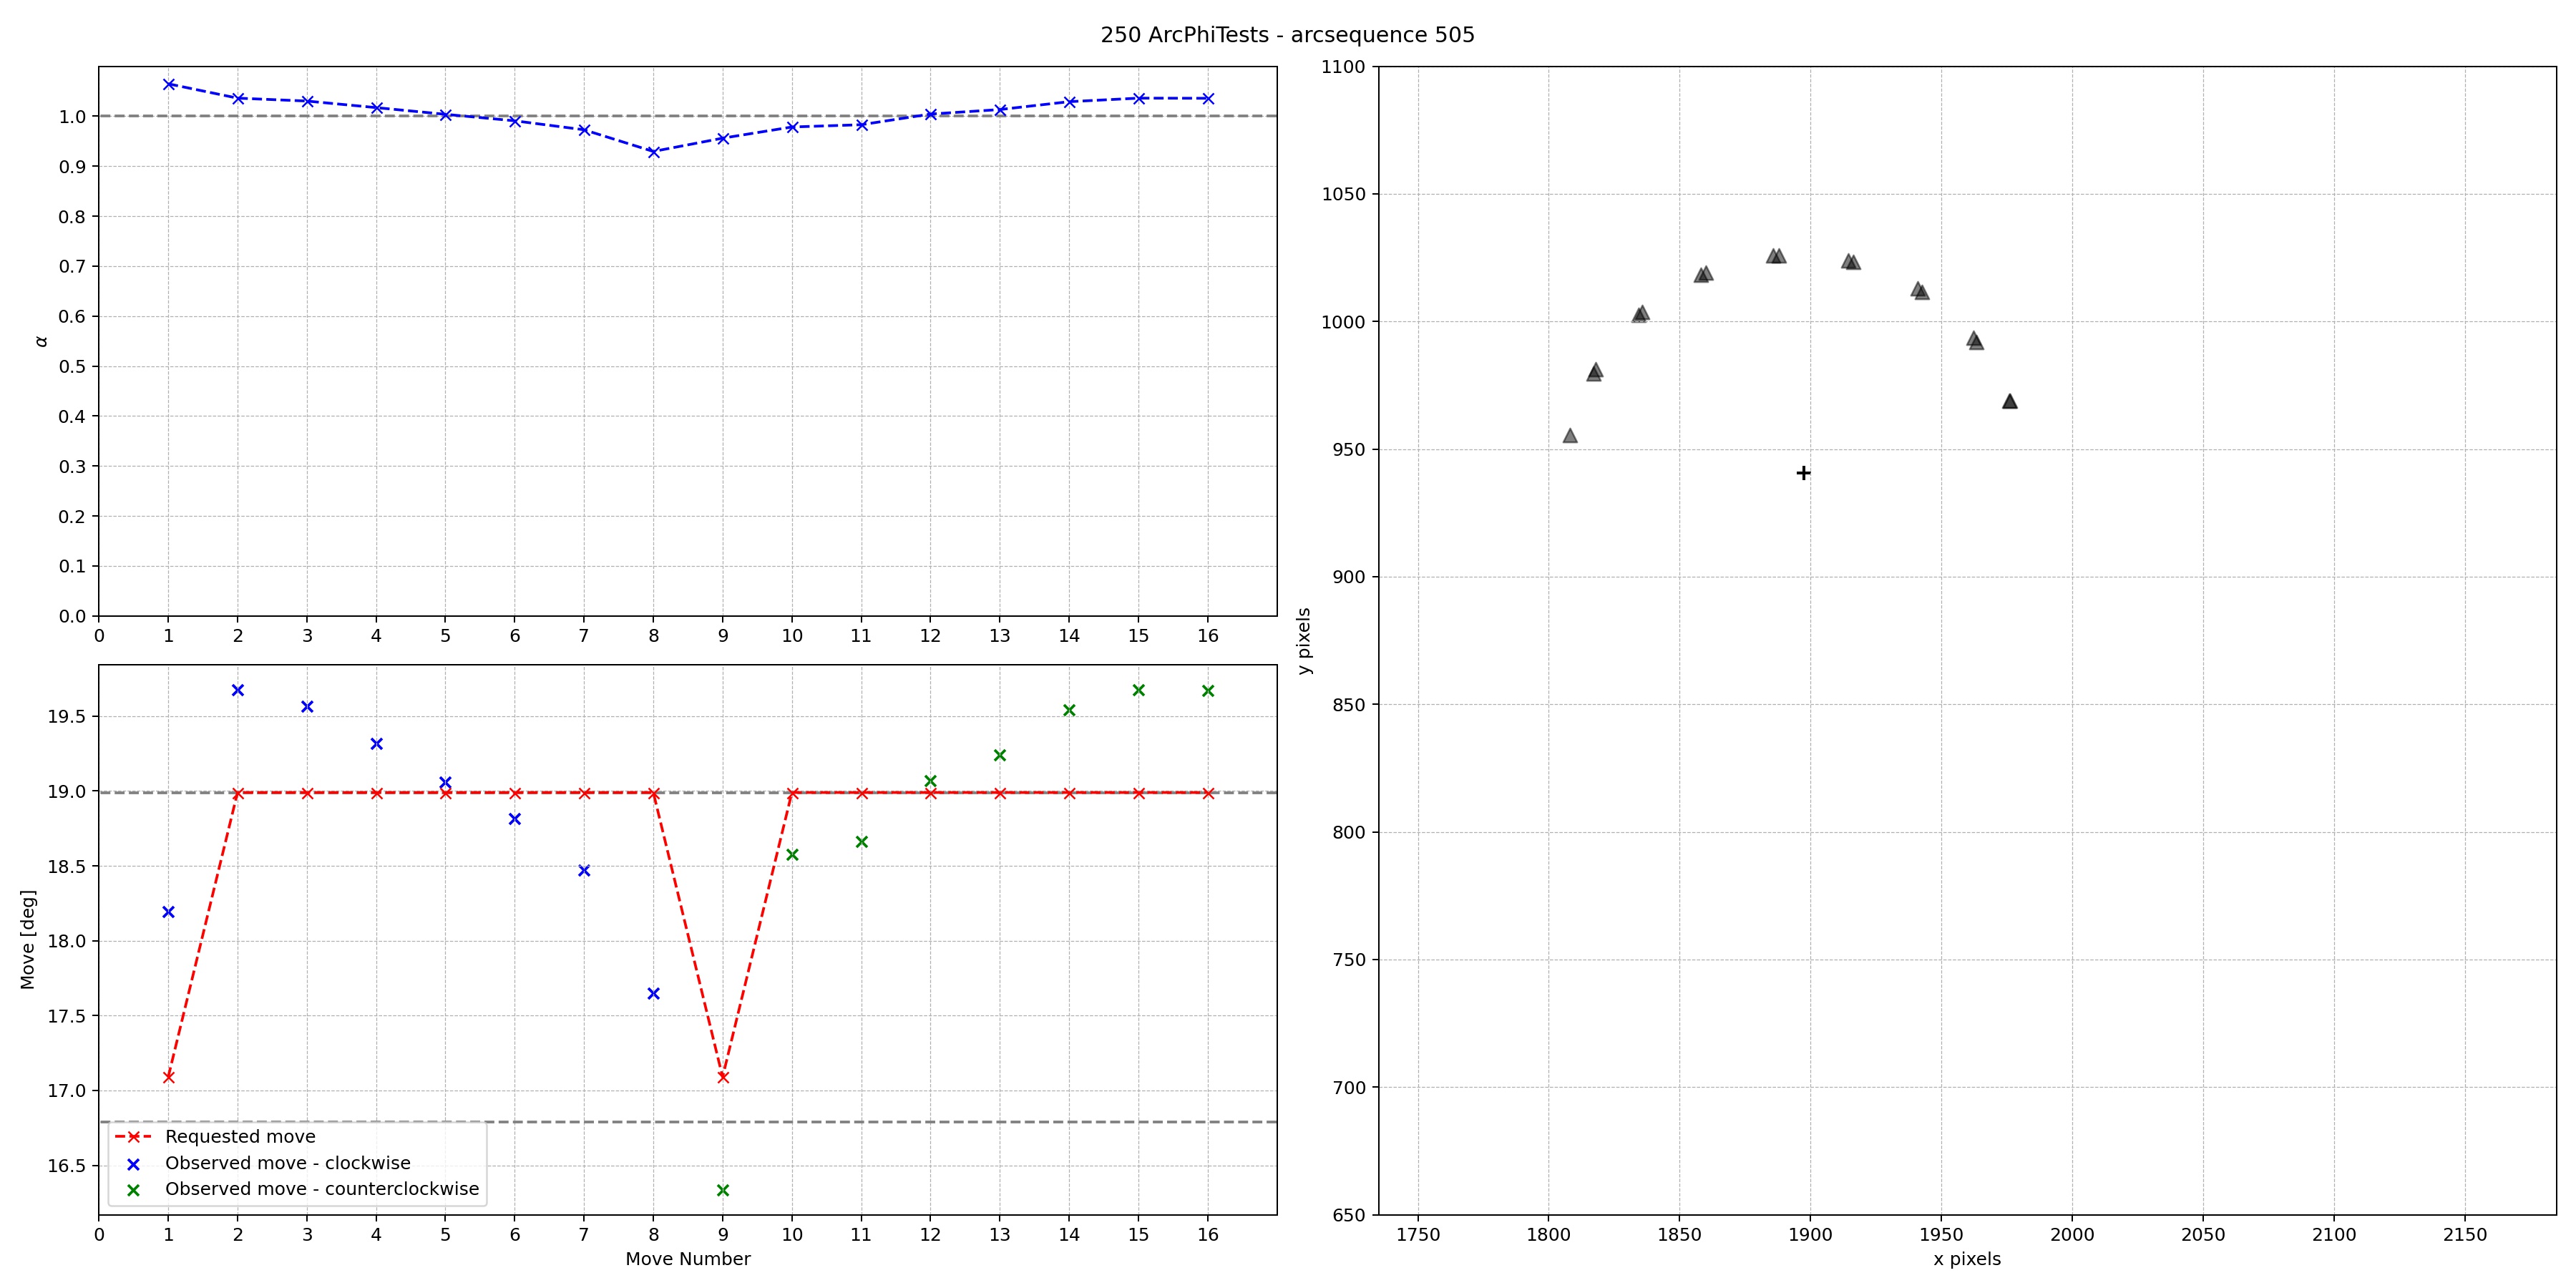 250 ArcPhiTests - arcsequence 505
α
1.0
0.9
0.8
0.7
0.6
0.5
0.4
0.3
0.2
0.1
0.0
0 1 2 3 4 5 6 7 8 9 10 11 12 13 14 15 16
Move [deg]
19.5
19.0
18.5
18.0
17.5
17.0
16.5
Requested move
Observed move - clockwise
Observed move - counterclockwise
0 1 2 3 4 5 6 7 8 9 10 11 12 13 14 15 16
Move Number
y pixels
1100
1050
1000
950
900
850
800
750
700
650
1750 1800 1850 1900 1950 2000 2050 2100 2150
x pixels